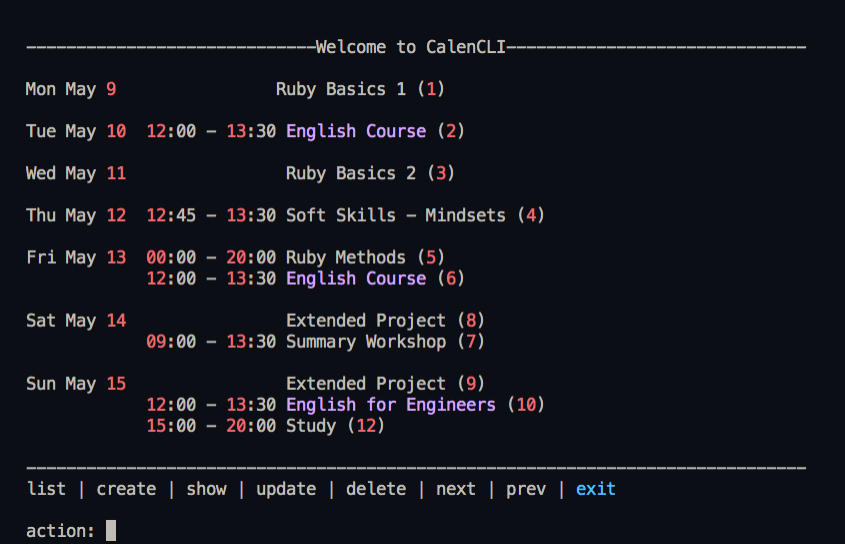 ------------------------------Welcome to CalenCLI------------------------------
Mon May 9                Ruby Basics 1 (1)
Tue May 10  12:00 - 13:30 English Course (2)
Wed May 11                Ruby Basics 2 (3)
Thu May 12  12:45 - 13:30 Soft Skills - Mindsets (4)
Fri May 13  00:00 - 20:00 Ruby Methods (5)
            12:00 - 13:30 English Course (6)
Sat May 14                Extended Project (8)
            09:00 - 13:30 Summary Workshop (7)
Sun May 15                Extended Project (9)
            12:00 - 13:30 English for Engineers (10)
            15:00 - 20:00 Study (12)
------------------------------------------------------------------------------
list | create | show | update | delete | next | prev | exit
action: